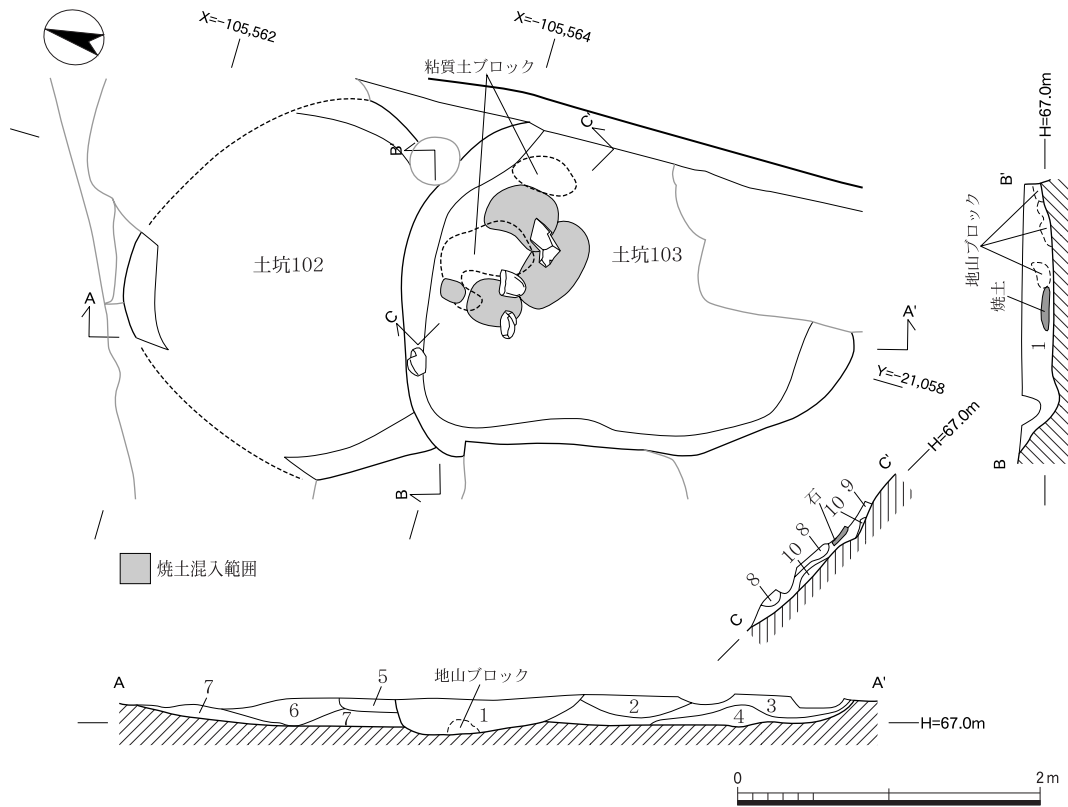 X=-105,562
X=-105,564
粘質土ブロック
C'
B
土坑102
土坑103
A
C
A'
Y=-21,058
B
焼土混入範囲
H=67.0m
B'
地山ブロック
焼土
1
B
H=67.0m
C'
9
石
10
8
10
8
C
A
7
5
地山ブロック
A'
6
7
1
2
3
4
H=67.0m
0
2m